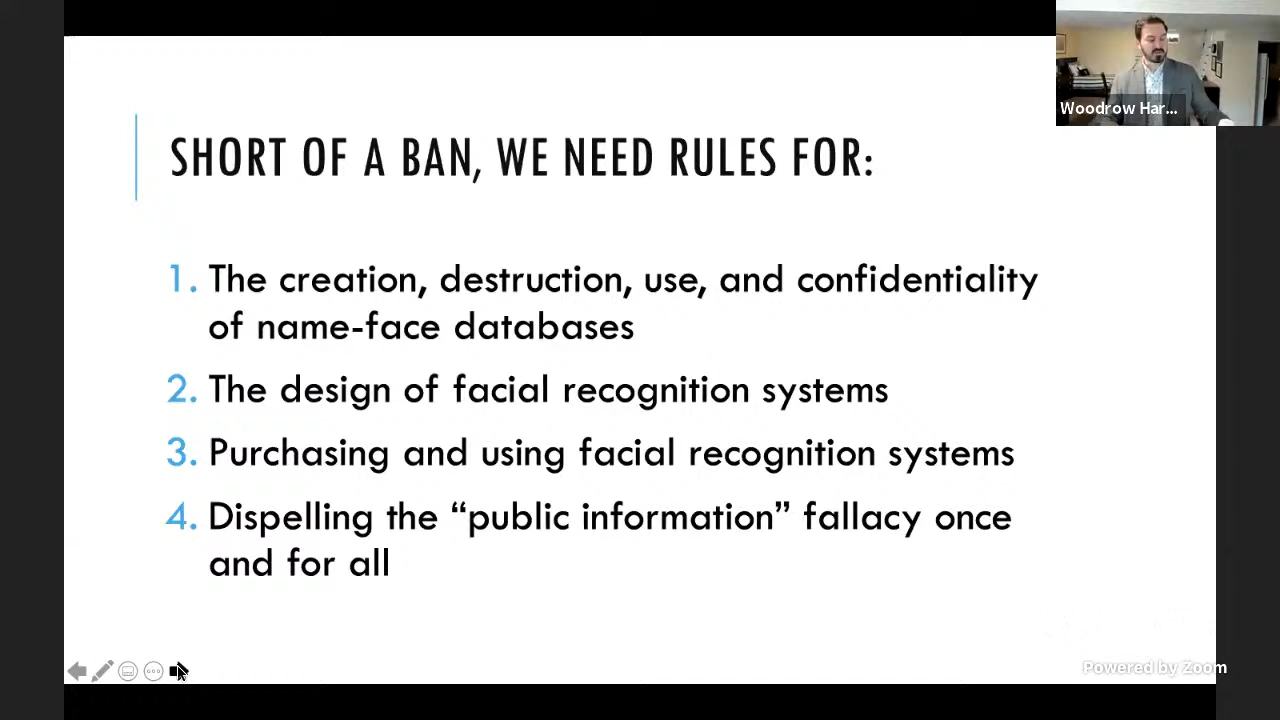 Woodrow Har...
SHORT OF A BAN, WE NEED RULES FOR:
1. The creation, destruction, use, and confidentiality
of name-face databases
2. The design of facial recognition systems
3. Purchasing and using facial recognition systems
4. Dispelling the “public information” fallacy once
and for all
Powered by Zoom